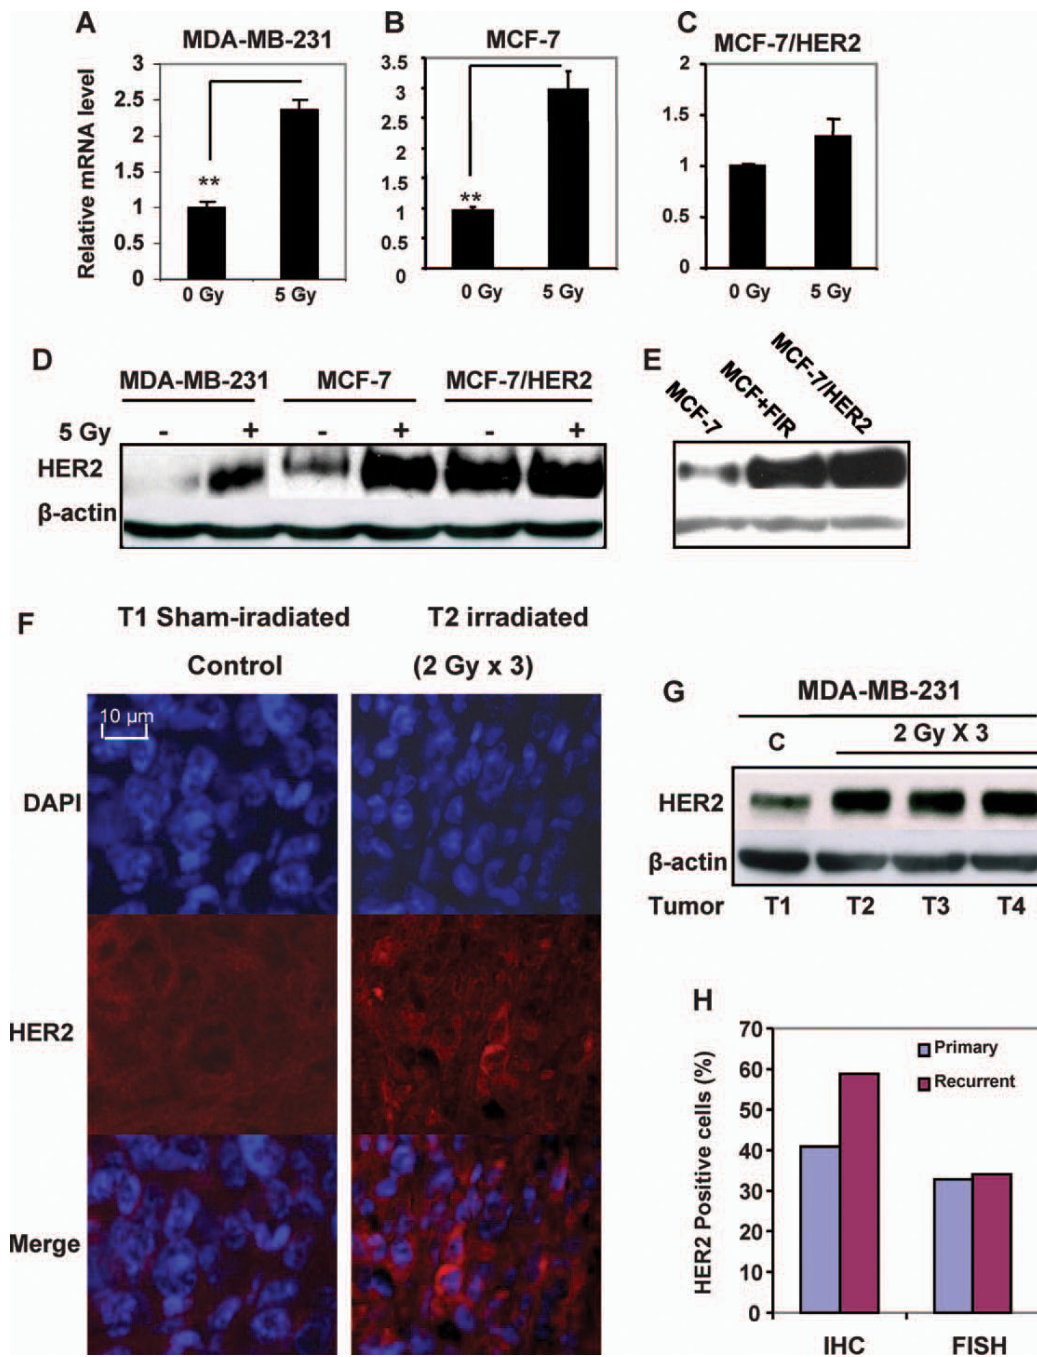 A
MDA-MB-231
Relative mRNA level
3
2.5
2
1.5
1
0.5
0
**
0 Gy
5 Gy
B
MCF-7
3.5
3
2.5
2
1.5
1
0.5
0
**
0 Gy
5 Gy
C
MCF-7/HER2
2
1.5
1
0.5
0
0 Gy
5 Gy
D
MDA-MB-231
MCF-7
MCF-7/HER2
5 Gy
- + - + - +
HER2
β-actin
E
MCF-7
MCF+FIR
MCF-7/HER2
F
T1 Sham-iradiated
Control
T2 irradiated
(2 Gy x 3)
10 μm
DAPI
HER2
Merge
G
MDA-MB-231
C
2 Gy X 3
HER2
β-actin
Tumor T1 T2 T3 T4
H
HER2 Positive cells (%)
70
60
50
40
30
20
10
0
Primary
Recurrent
IHC
FISH